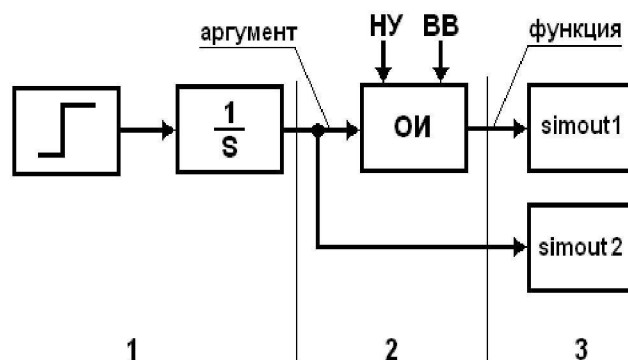 аргумент
НУ ВВ
функция
1
S
ОИ
simout1
simout2
1 2 3